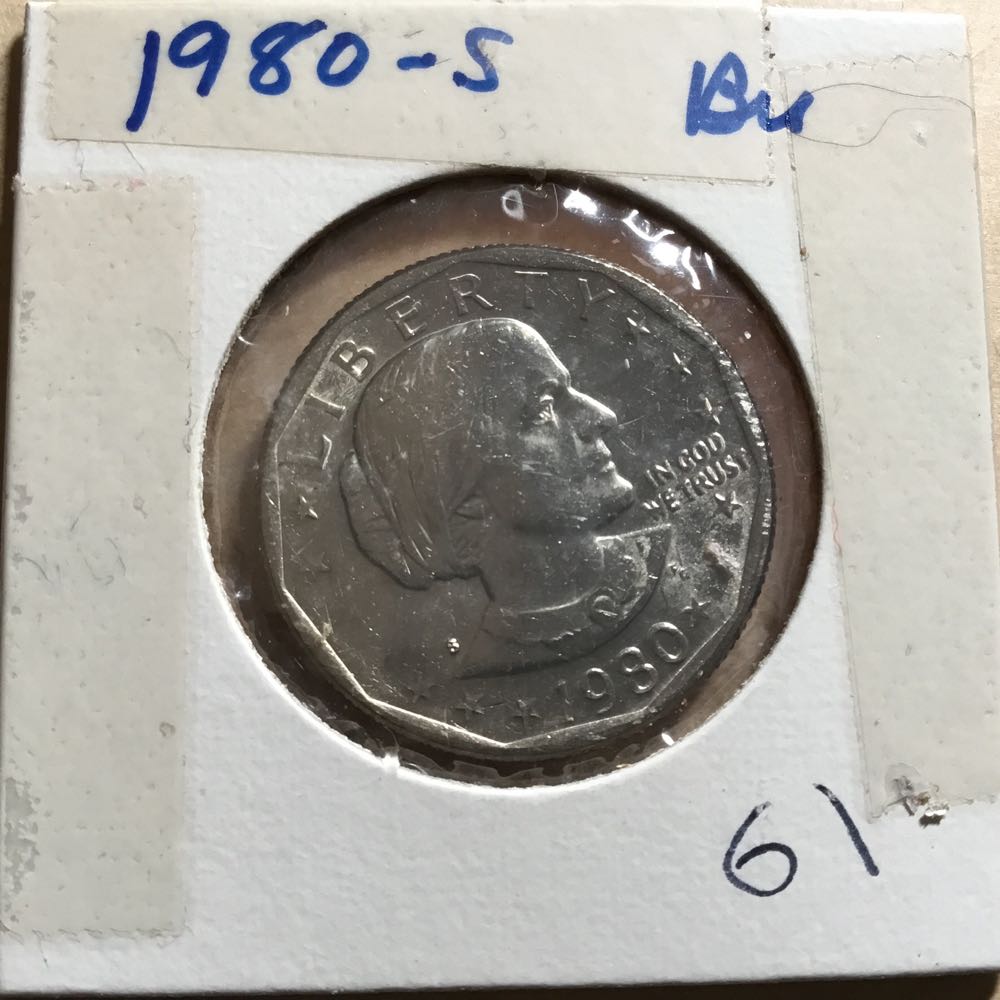 1980-S Bu
LIBERTY
IN GOD
WE TRUST
S
1980
61